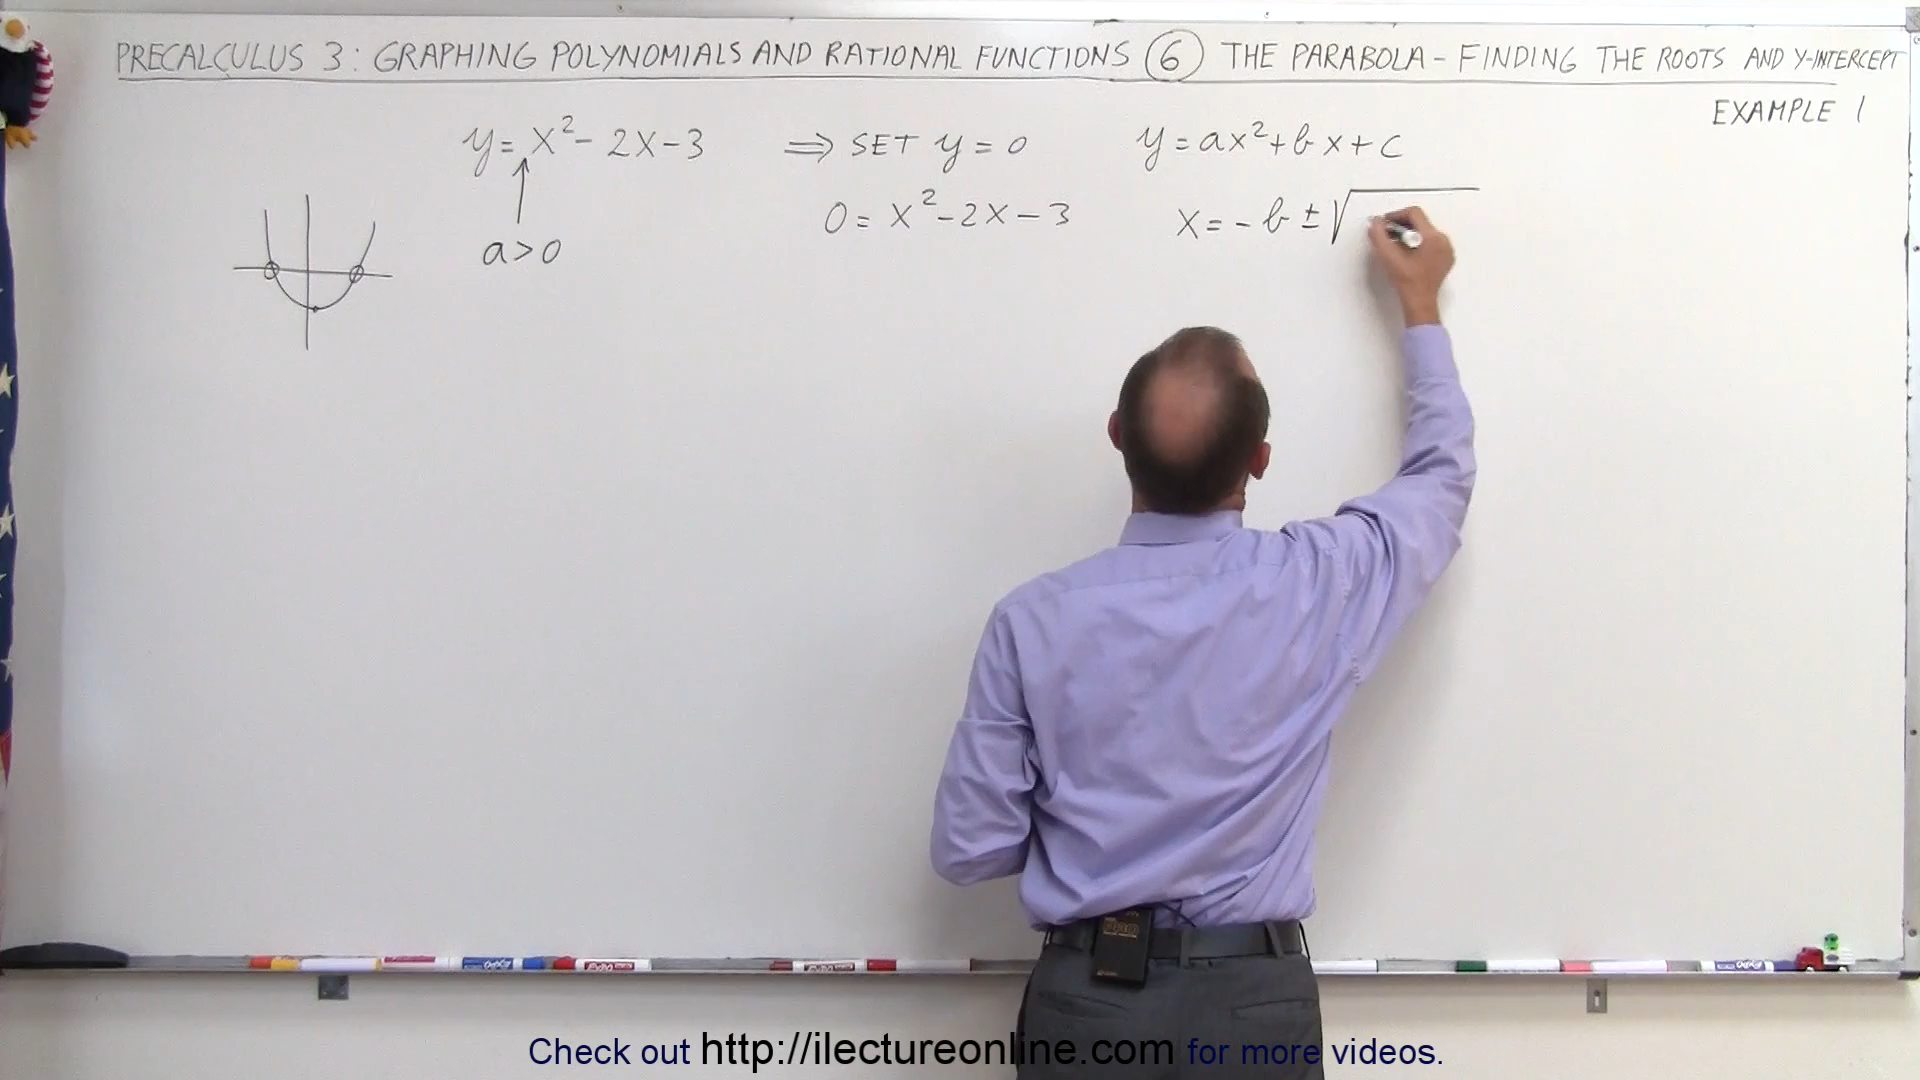 PRECALCULUS 3: GRAPHING POLYNOMIALS AND RATIONAL FUNCTIONS ⑥ THE PARABOLA - FINDING THE ROOTS AND Y-INTERCEPT
EXAMPLE 1
y = x² - 2x - 3 ⇒ SET y = 0 y = ax² + bx + c
0 = x² - 2x - 3 x = -b ± √
a > 0
Check out http://ilectureonline.com for more videos.